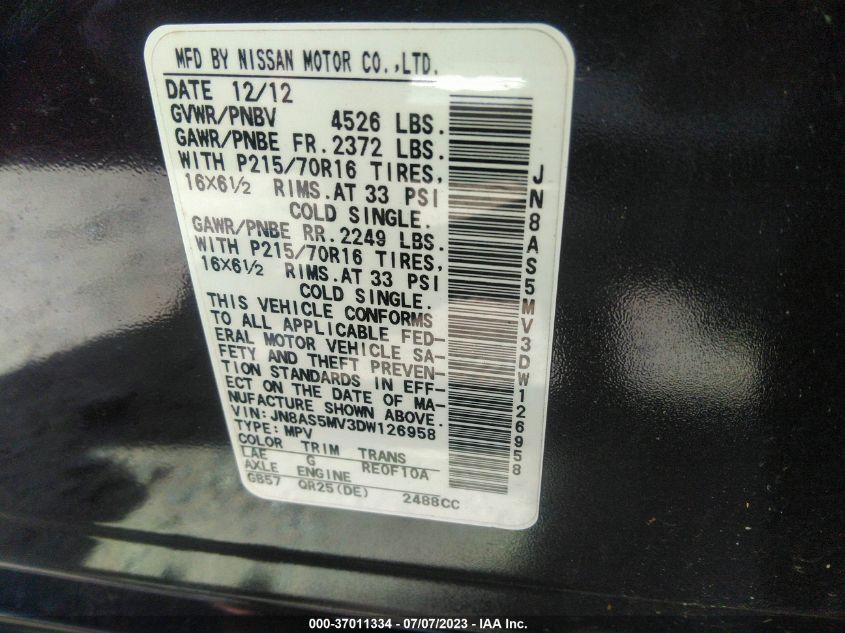 MFD BY NISSAN MOTOR CO.,LTD.
DATE 12/12
GVWR/PNBV 4526 LBS.
GAWR/PNBE FR.2372 LBS.
WITH P215/70R16 TIRES,
16X6½ RIMS.AT 33 PSI
COLD SINGLE.
GAWR/PNBE RR.2249 LBS.
WITH P215/70R16 TIRES,
16X6½ RIMS.AT 33 PSI
COLD SINGLE.
THIS VEHICLE CONFORMS
TO ALL APPLICABLE FED-
ERAL MOTOR VEHICLE SA-
FETY AND THEFT PREVEN-
TION STANDARDS IN EFF-
ECT ON THE DATE OF MA-
NUFACTURE SHOWN ABOVE.
VIN:JN8AS5MV3DW126958
TYPE:MPV
COLOR TRIM TRANS
LAE G RE0F10A
AXLE ENGINE
GB57 QR25(DE) 2488CC
JN8AS5MV3DW126958
000-37011334 / 07/07/2023 - © IAA Inc.